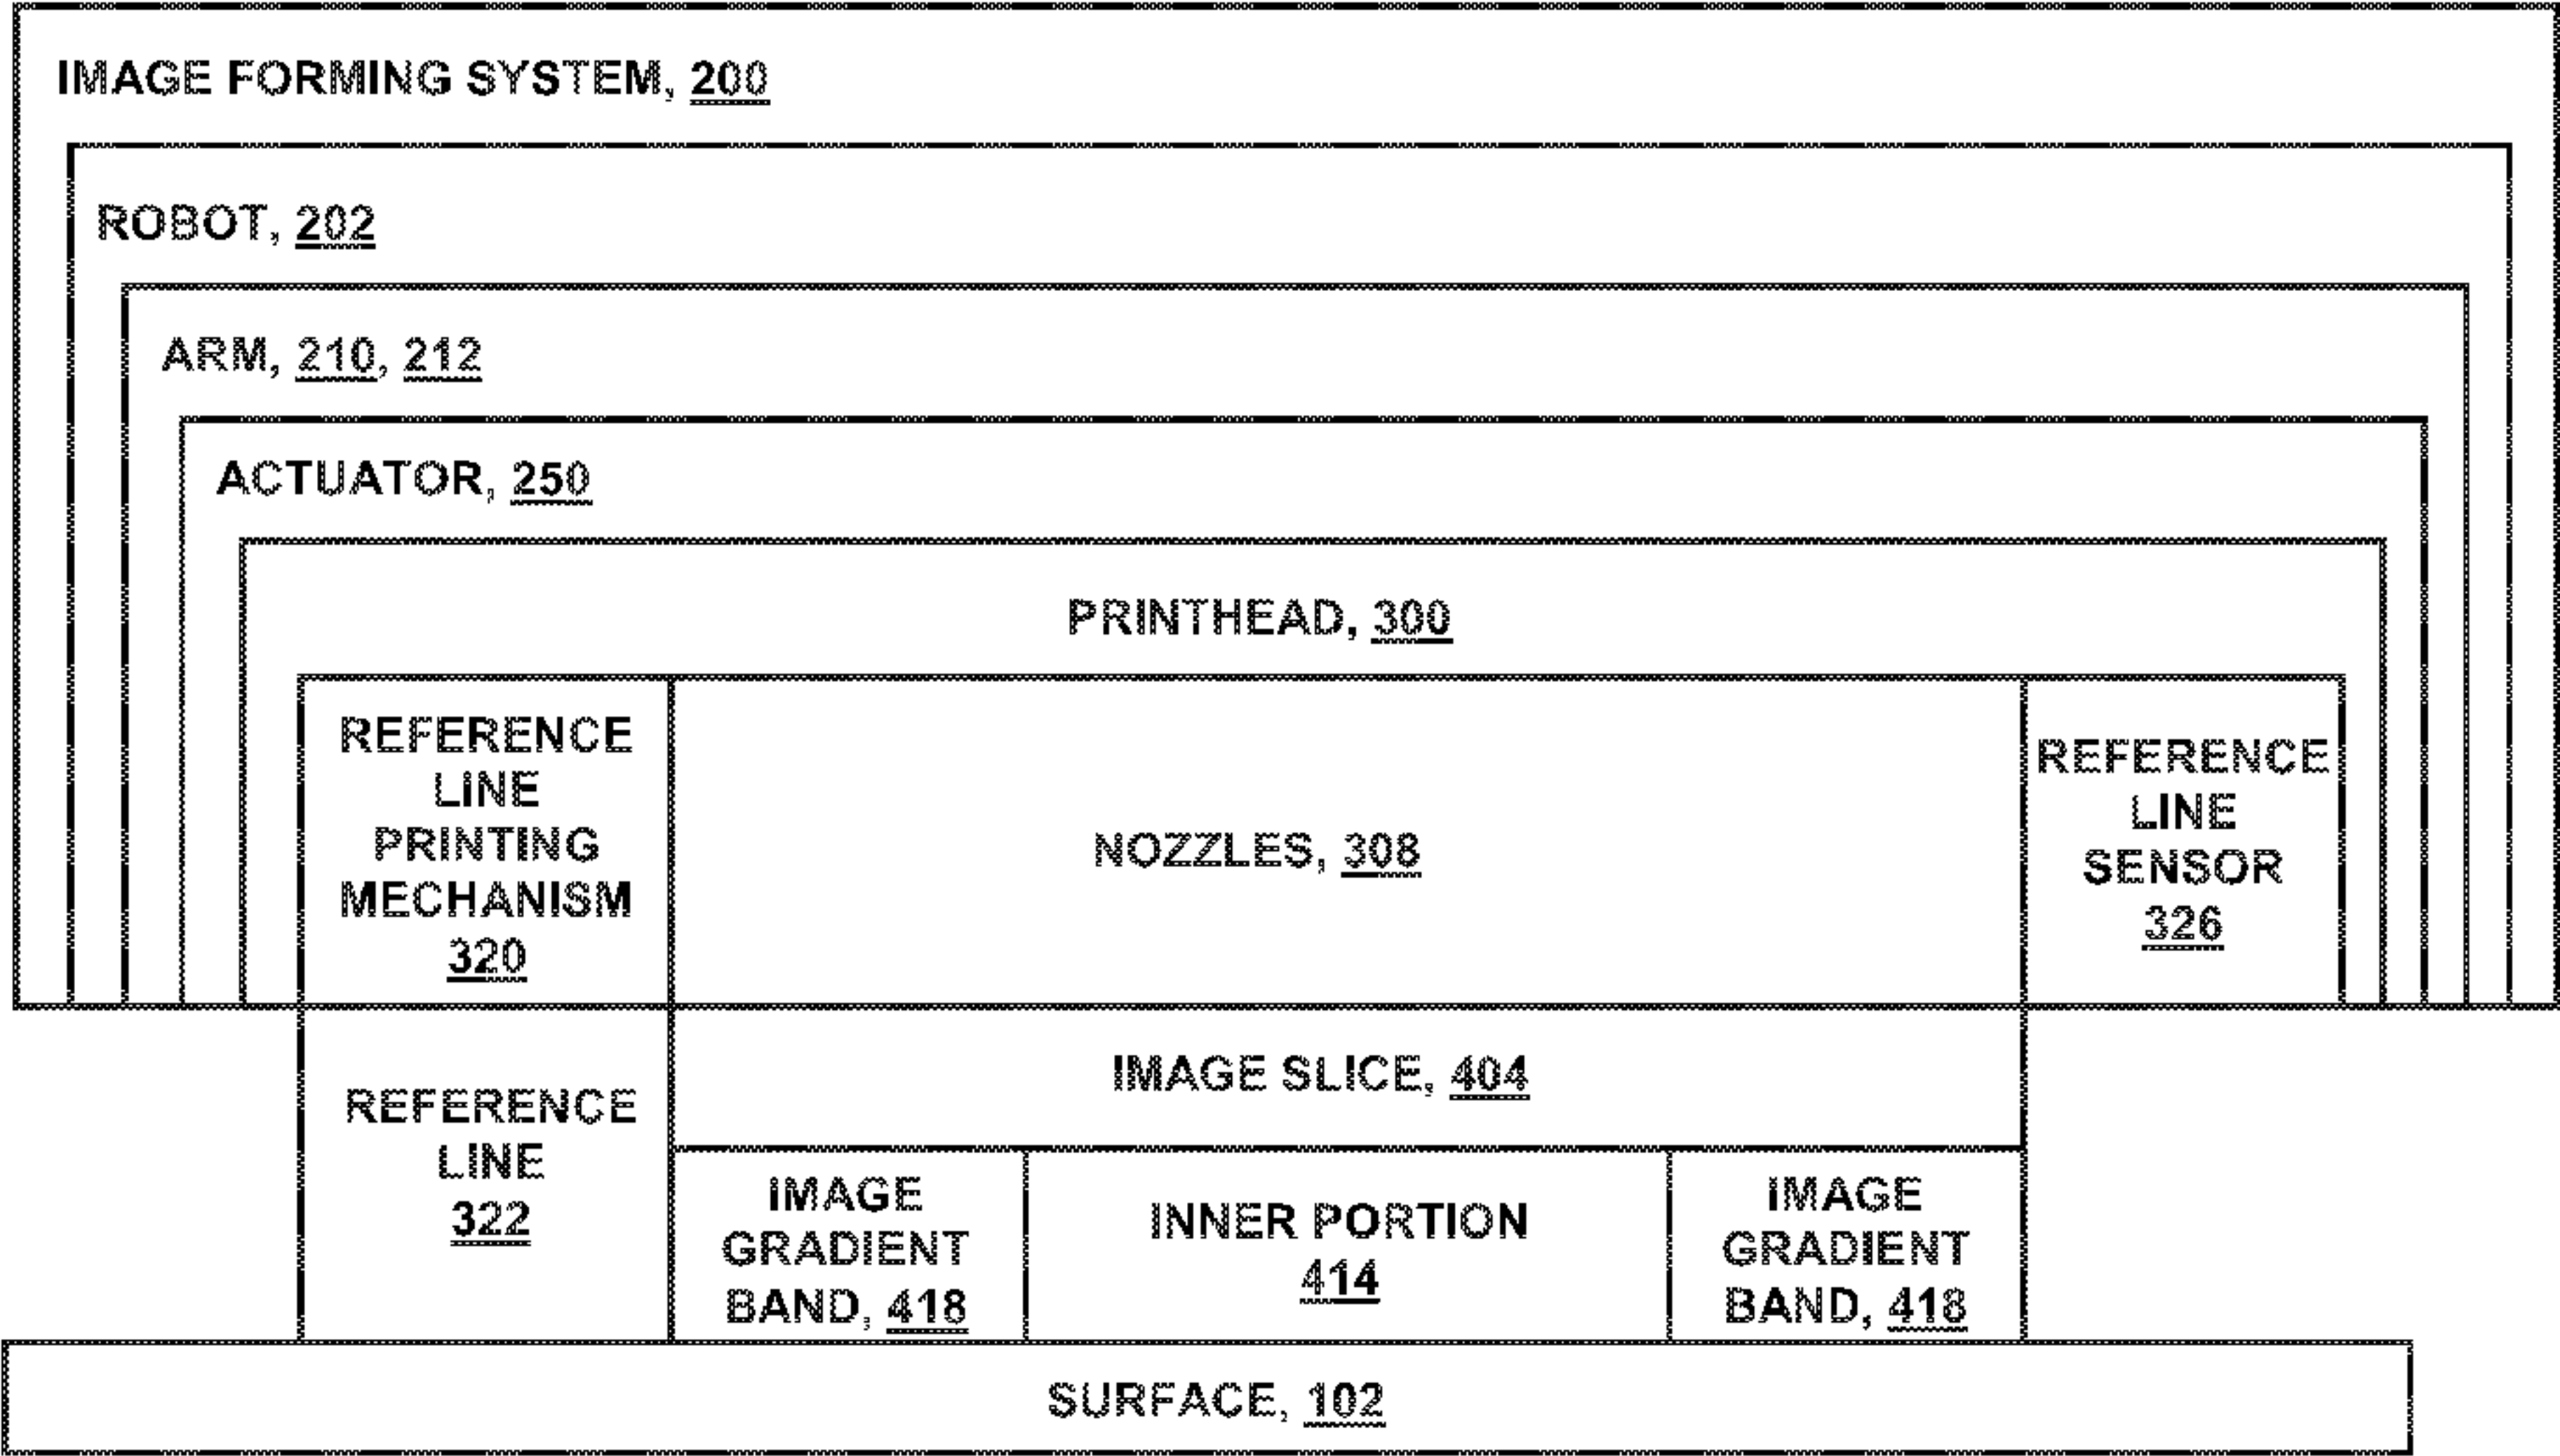 IMAGE FORMING SYSTEM, 200
ROBOT, 202
ARM, 210, 212
ACTUATOR, 250
PRINTHEAD, 300
REFERENCE
LINE
PRINTING
MECHANISM
320
NOZZLES, 308
REFERENCE
LINE
SENSOR
326
REFERENCE
LINE
322
IMAGE SLICE, 404
IMAGE
GRADIENT
BAND, 418
INNER PORTION
414
IMAGE
GRADIENT
BAND, 418
SURFACE, 102